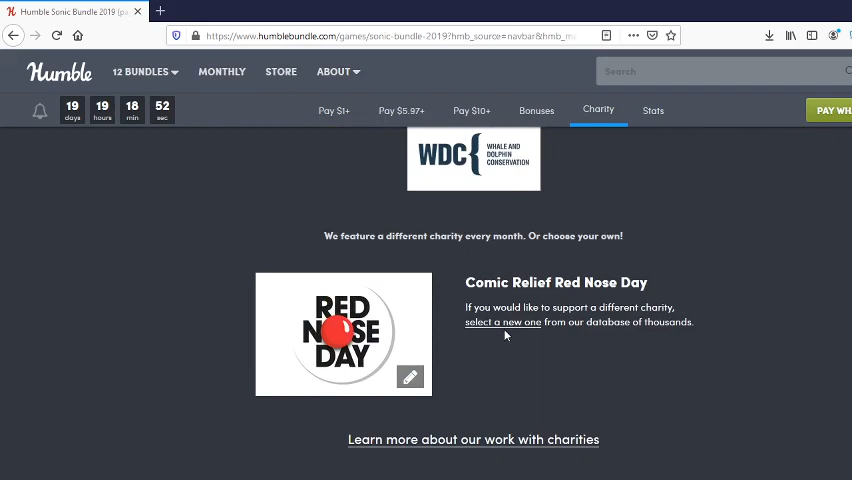 Humble Sonic Bundle 2019 (pa
https://www.humblebundle.com/games/sonic-bundle-2019?hmb_source=navbar&hmb_me
Humble
12 BUNDLES
MONTHLY
STORE
ABOUT
Search
19 days
19 hours
18 min
52 sec
Pay $1+
Pay $5.97+
Pay $10+
Bonuses
Charity
Stats
PAY WH
WDC
WHALE AND
DOLPHIN
CONSERVATION
We feature a different charity every month. Or choose your own!
RED
NOSE
DAY
Comic Relief Red Nose Day
If you would like to support a different charity,
select a new one from our database of thousands.
Learn more about our work with charities